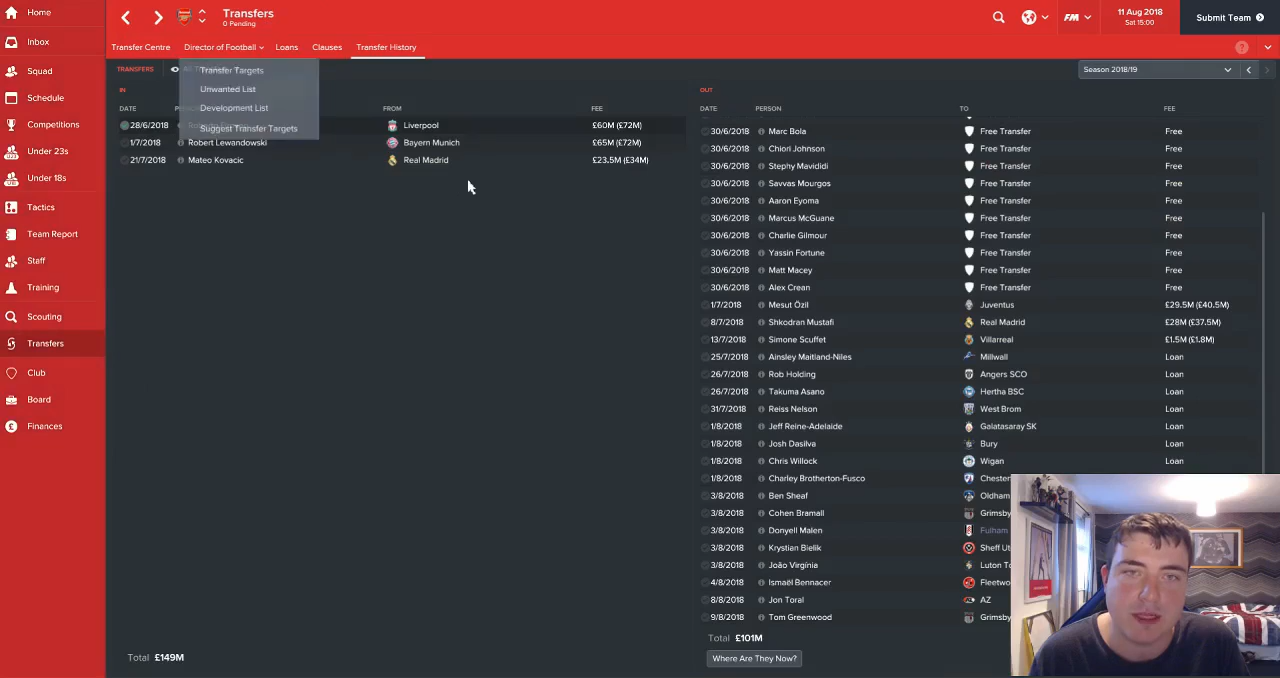 Home
Transfers
0 Pending
FM
11 Aug 2018
Sat 15:00
Submit Team
Inbox
Transfer Centre
Director of Football
Loans
Clauses
Transfer History
TRANSFERS
Season 2018/19
Transfer Targets
Unwanted List
Development List
Suggest Transfer Targets
Squad
Schedule
Competitions
Under 23s
Under 18s
Tactics
Team Report
Staff
Training
Scouting
Transfers
Club
Board
Finances
IN
DATE FROM FEE
28/6/2018 Liverpool £60M (£72M)
1/7/2018 Robert Lewandowski Bayern Munich £65M (£72M)
21/7/2018 Mateo Kovacic Real Madrid £23.5M (£34M)
Total £149M
OUT
DATE PERSON TO FEE
30/6/2018 Marc Bola Free Transfer Free
30/6/2018 Chiori Johnson Free Transfer Free
30/6/2018 Stephy Mavididi Free Transfer Free
30/6/2018 Savvas Mourgos Free Transfer Free
30/6/2018 Aaron Eyoma Free Transfer Free
30/6/2018 Marcus McGuane Free Transfer Free
30/6/2018 Charlie Gilmour Free Transfer Free
30/6/2018 Yassin Fortune Free Transfer Free
30/6/2018 Matt Macey Free Transfer Free
30/6/2018 Alex Crean Free Transfer Free
1/7/2018 Mesut Özil Juventus £29.5M (£40.5M)
8/7/2018 Shkodran Mustafi Real Madrid £28M (£37.5M)
13/7/2018 Simone Scuffet Villarreal £1.5M (£1.8M)
25/7/2018 Ainsley Maitland-Niles Millwall Loan
26/7/2018 Rob Holding Angers SCO Loan
26/7/2018 Takuma Asano Hertha BSC Loan
31/7/2018 Reiss Nelson West Brom Loan
1/8/2018 Jeff Reine-Adelaide Galatasaray SK Loan
1/8/2018 Josh Dasilva Bury Loan
1/8/2018 Chris Willock Wigan Loan
1/8/2018 Charley Brotherton-Fusco Chester
3/8/2018 Ben Sheaf Oldham
3/8/2018 Cohen Bramall Grimsby
3/8/2018 Donyell Malen Fulham
3/8/2018 Krystian Bielik Sheff Ut
3/8/2018 João Virgínia Luton To
4/8/2018 Ismaël Bennacer Fleetwo
8/8/2018 Jon Toral AZ
9/8/2018 Tom Greenwood Grimsby
Total £101M
Where Are They Now?